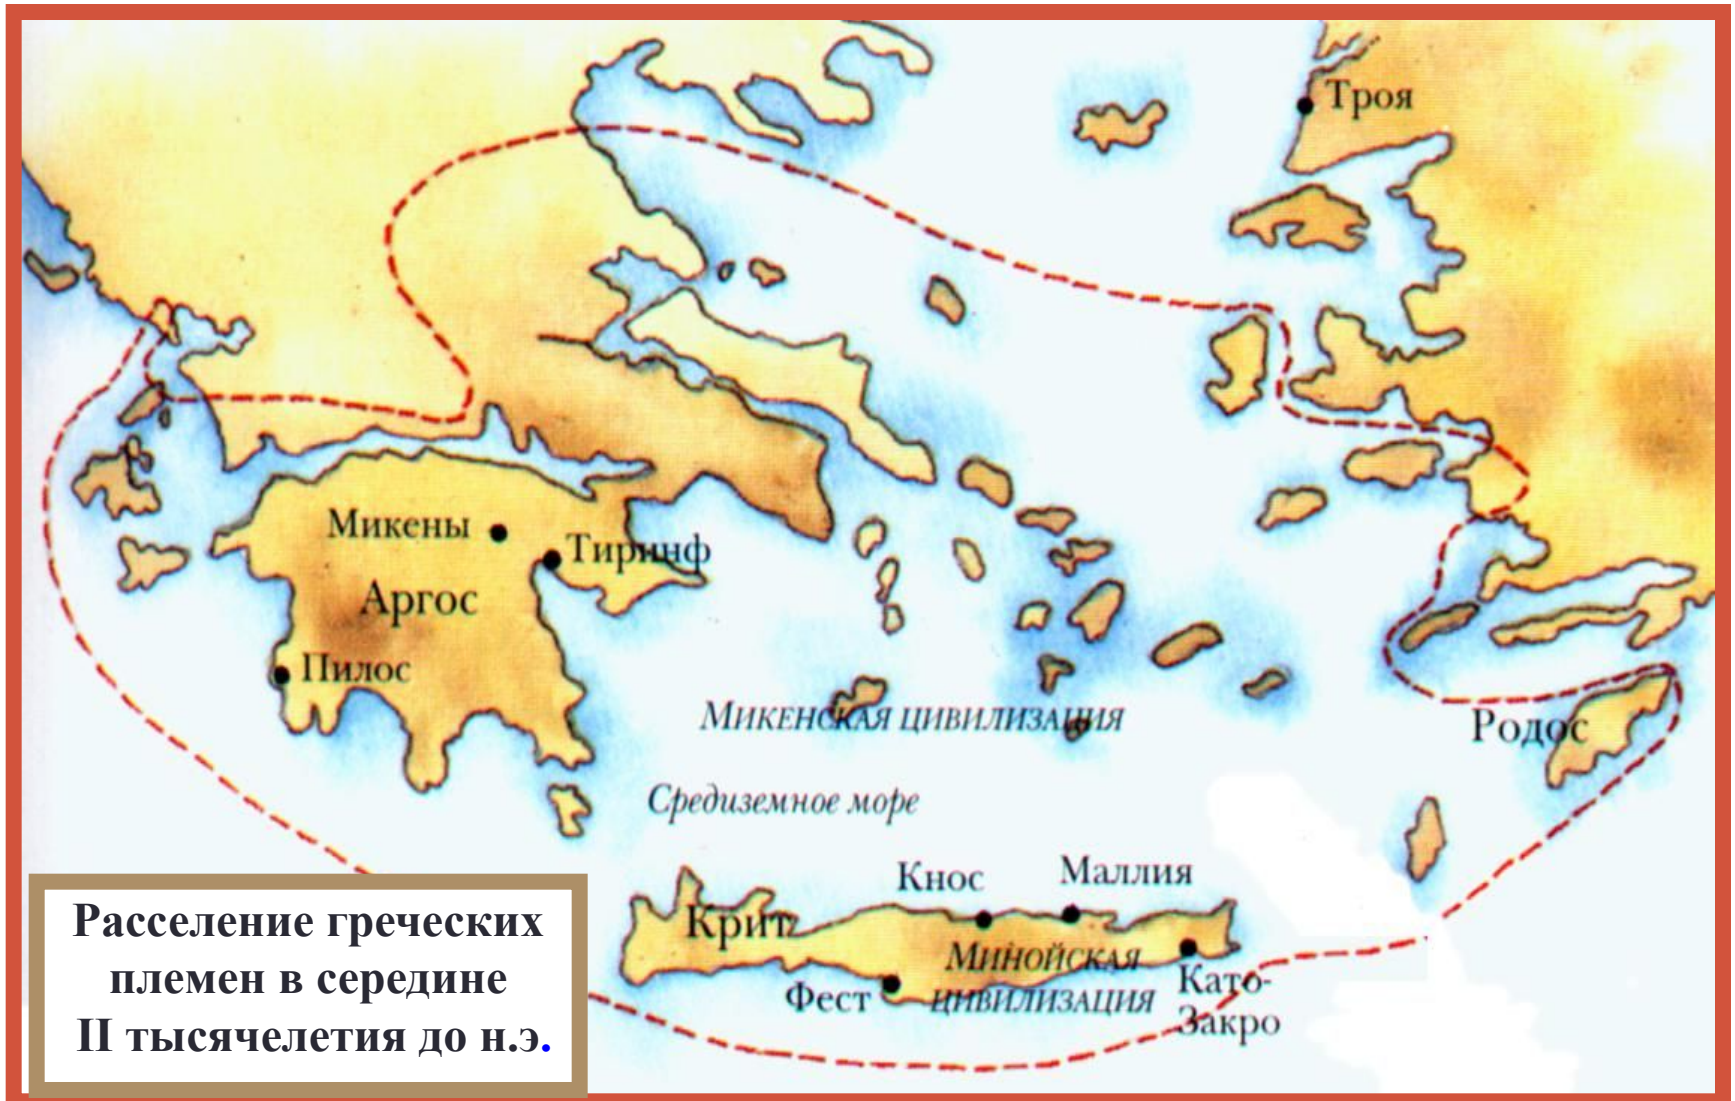 Троя
Микены
Тиринф
Аргос
Пилос
МИКЕНСКАЯ ЦИВИЛИЗАЦИЯ
Родос
Средиземное море
Кнос
Маллия
Крит
МИНОЙСКАЯ
ЦИВИЛИЗАЦИЯ
Фест
Като-
Закро
Расселение греческих
племен в середине
II тысячелетия до н.э.